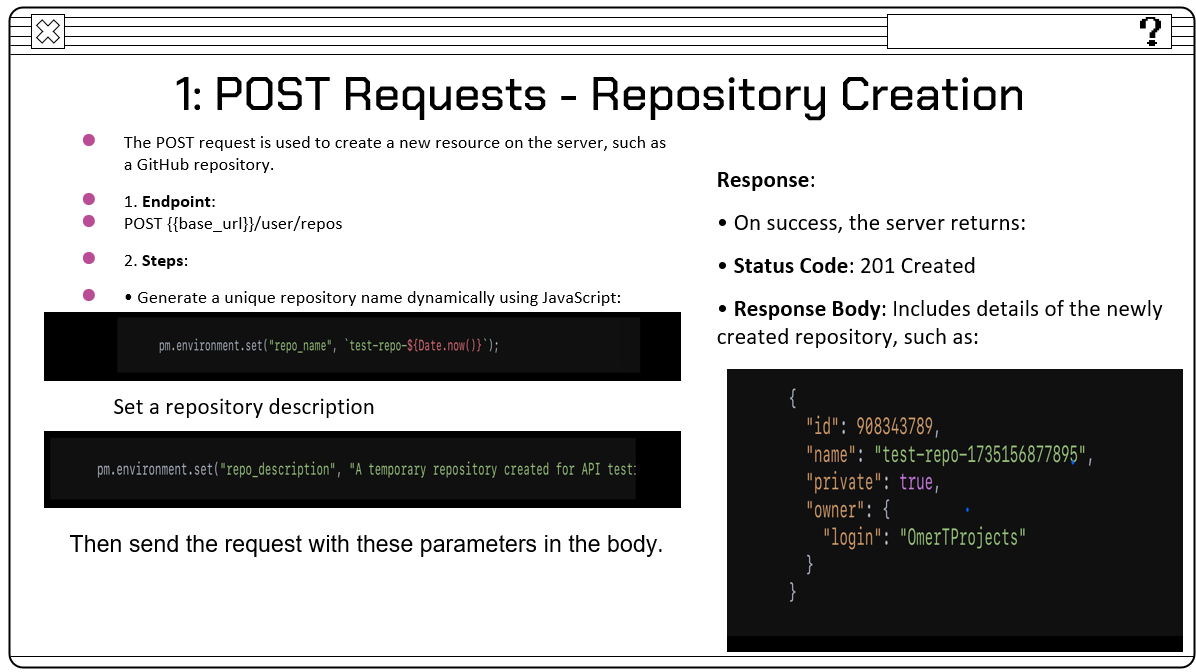 ?
1: POST Requests - Repository Creation
The POST request is used to create a new resource on the server, such as
a GitHub repository.
1. Endpoint:
POST {{base_url}}/user/repos
2. Steps:
• Generate a unique repository name dynamically using JavaScript:
pm.environment.set("repo_name", `test-repo-${Date.now()}`);
Set a repository description
pm.environment.set("repo_description", "A temporary repository created for API test
Then send the request with these parameters in the body.
Response:
• On success, the server returns:
• Status Code: 201 Created
• Response Body: Includes details of the newly
created repository, such as:
{
"id": 908343789,
"name": "test-repo-1735156877895",
"private": true,
"owner": {
"login": "OmerTProjects"
}
}